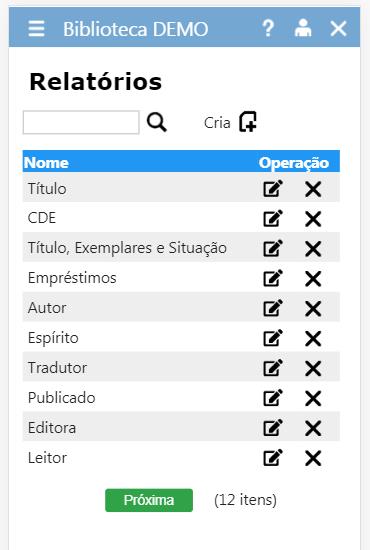 Biblioteca DEMO ?
Relatórios
Cria
Nome Operação
Título
CDE
Título, Exemplares e Situação
Empréstimos
Autor
Espírito
Tradutor
Publicado
Editora
Leitor
Próxima (12 itens)